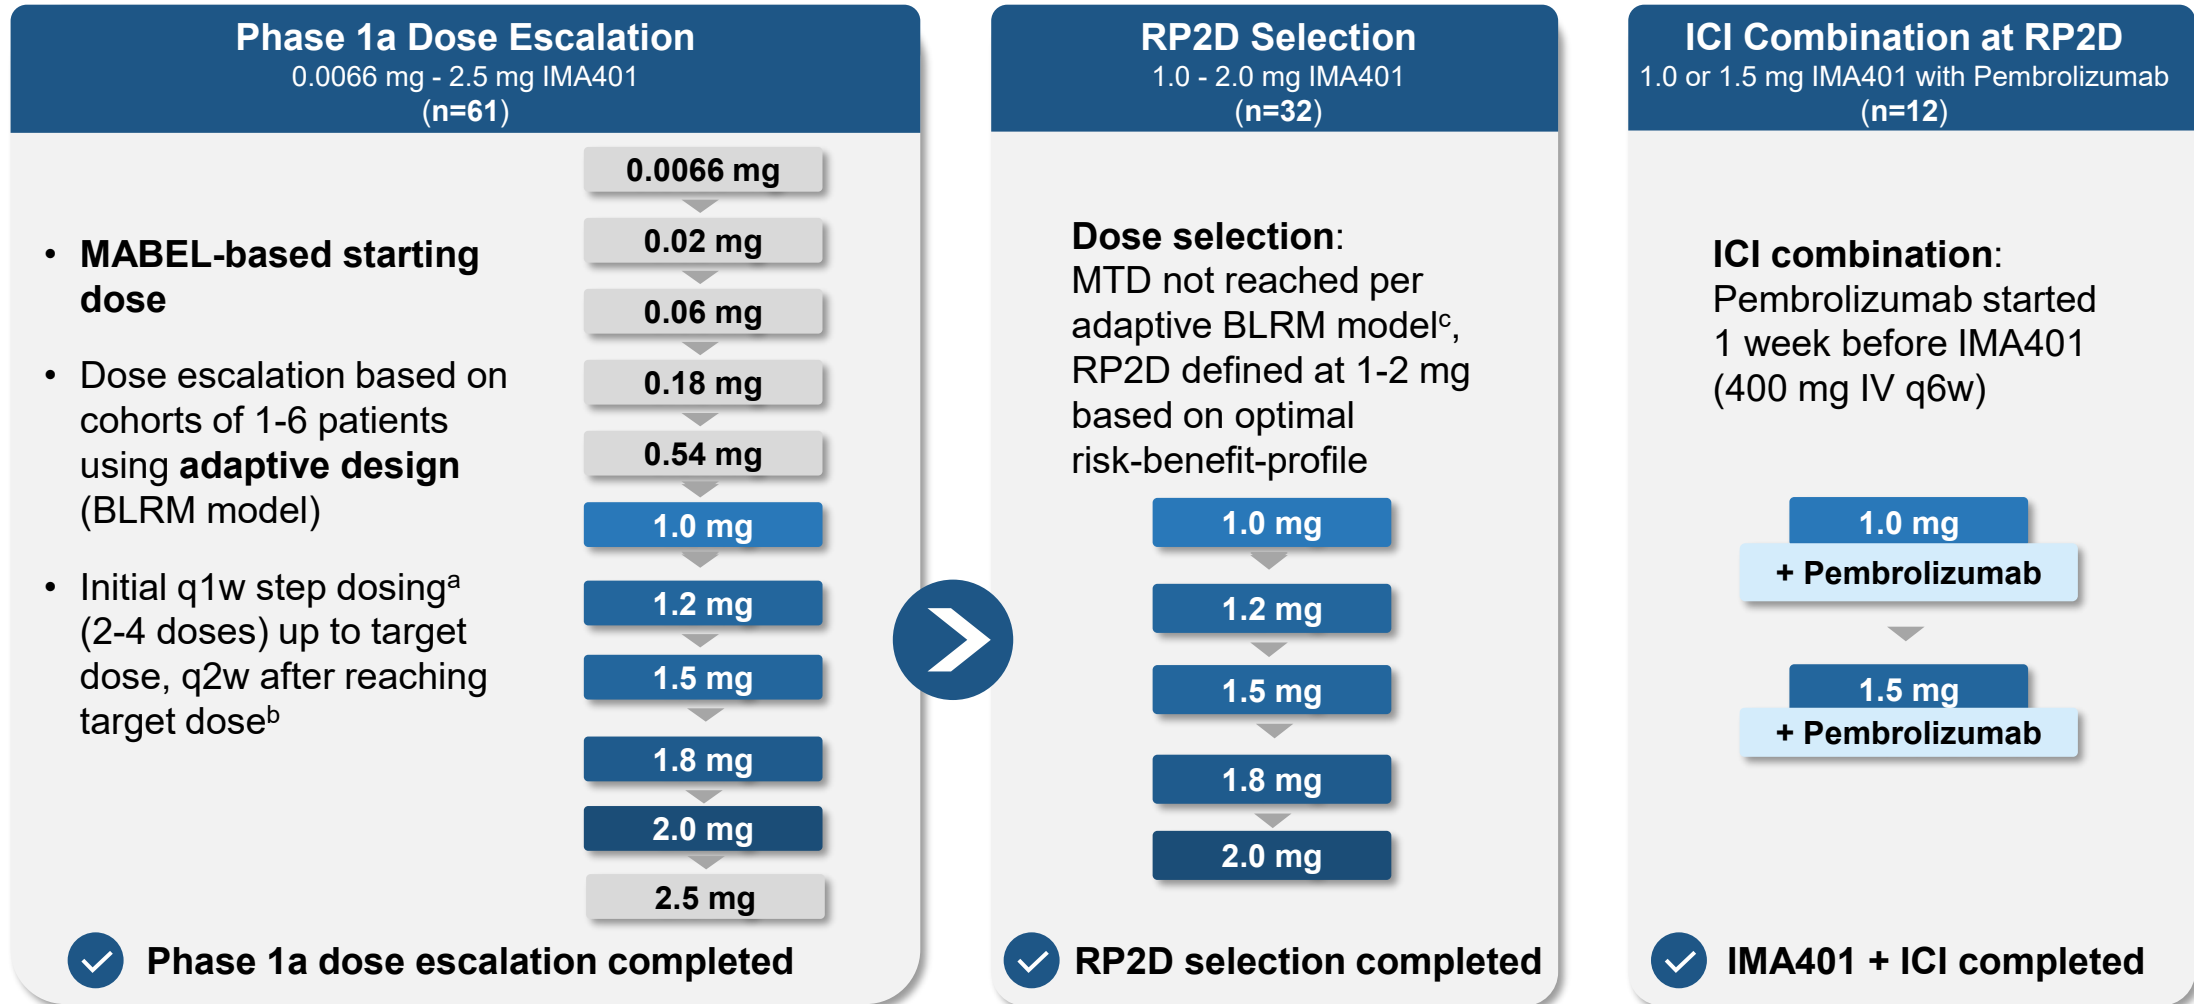 Phase 1a Dose Escalation
0.0066 mg - 2.5 mg IMA401
(n=61)
• MABEL-based starting
dose
• Dose escalation based on
cohorts of 1-6 patients
using adaptive design
(BLRM model)
• Initial q1w step dosingᵃ
(2-4 doses) up to target
dose, q2w after reaching
target doseᵇ
0.0066 mg
0.02 mg
0.06 mg
0.18 mg
0.54 mg
1.0 mg
1.2 mg
1.5 mg
1.8 mg
2.0 mg
2.5 mg
Phase 1a dose escalation completed
RP2D Selection
1.0 - 2.0 mg IMA401
(n=32)
Dose selection:
MTD not reached per
adaptive BLRM modelᶜ,
RP2D defined at 1-2 mg
based on optimal
risk-benefit-profile
1.0 mg
1.2 mg
1.5 mg
1.8 mg
2.0 mg
RP2D selection completed
ICI Combination at RP2D
1.0 or 1.5 mg IMA401 with Pembrolizumab
(n=12)
ICI combination:
Pembrolizumab started
1 week before IMA401
(400 mg IV q6w)
1.0 mg
+ Pembrolizumab
1.5 mg
+ Pembrolizumab
IMA401 + ICI completed